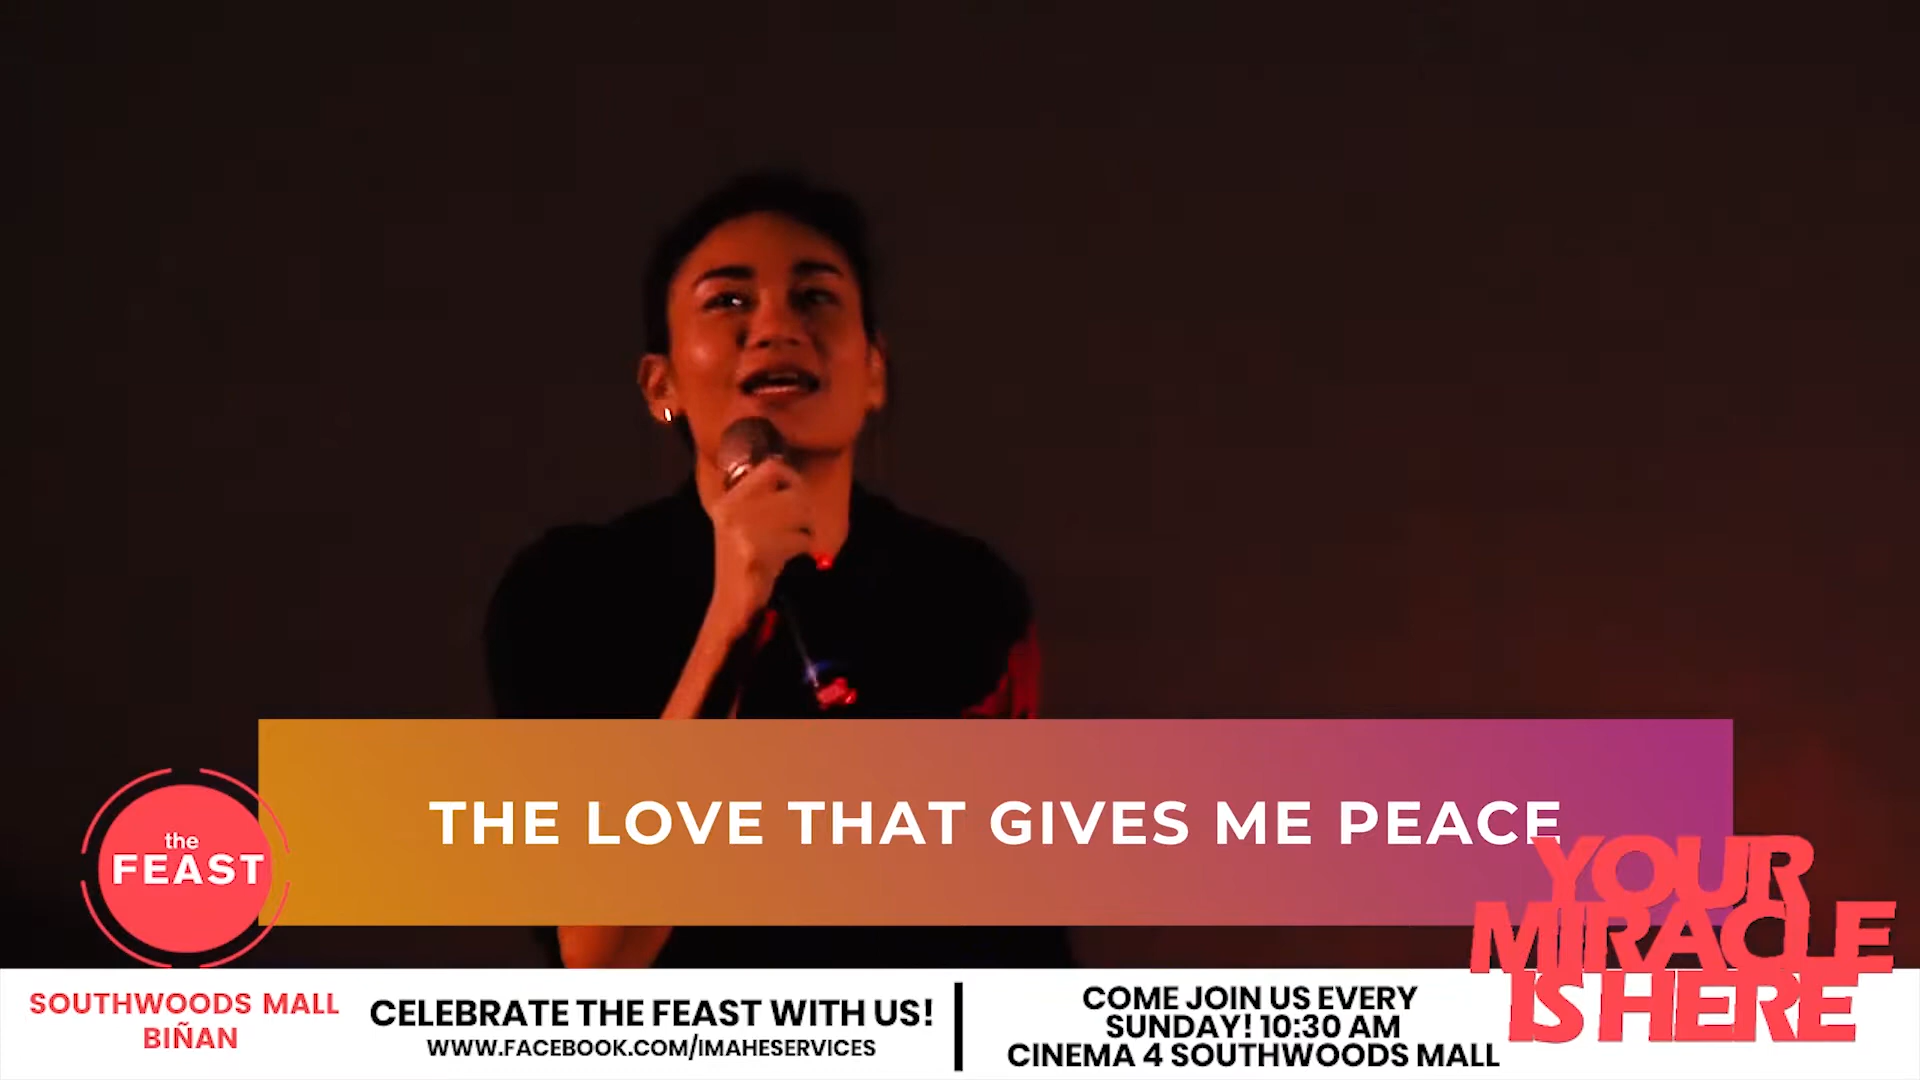 THE LOVE THAT GIVES ME PEACE
the
FEAST
YOUR
MIRACLE
IS HERE
SOUTHWOODS MALL
BIÑAN
CELEBRATE THE FEAST WITH US!
WWW.FACEBOOK.COM/IMAHESERVICES
COME JOIN US EVERY
SUNDAY! 10:30 AM
CINEMA 4 SOUTHWOODS MALL